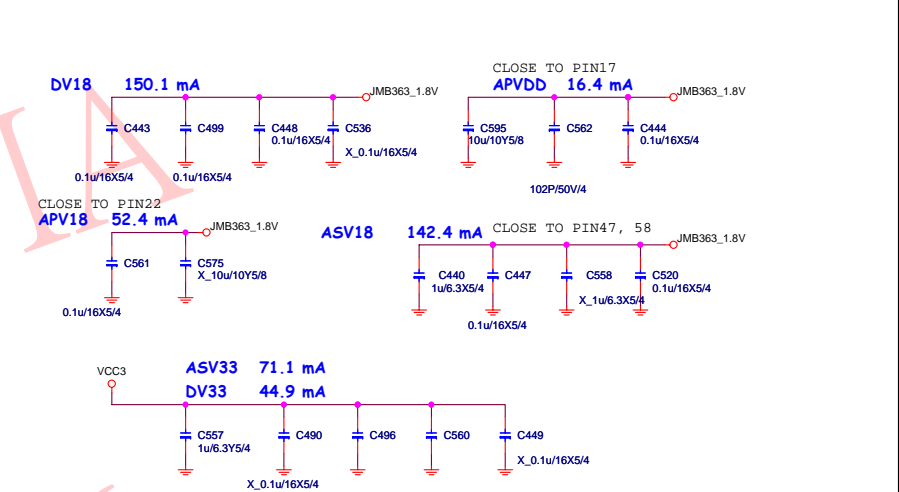 CLOSE TO PIN17
DV18 150.1 mA
JMB363_1.8V
APVDD 16.4 mA
JMB363_1.8V
C443
C499
C448
0.1u/16X5/4
C536
X_0.1u/16X5/4
C595
10u/10Y5/8
C562
C444
0.1u/16X5/4
0.1u/16X5/4
0.1u/16X5/4
102P/50V/4
CLOSE TO PIN22
APV18 52.4 mA
JMB363_1.8V
ASV18 142.4 mA
CLOSE TO PIN47, 58
JMB363_1.8V
C561
C575
X_10u/10Y5/8
C440
1u/6.3X5/4
C447
C558
X_1u/6.3X5/4
C520
0.1u/16X5/4
0.1u/16X5/4
0.1u/16X5/4
VCC3
ASV33 71.1 mA
DV33 44.9 mA
C557
1u/6.3Y5/4
C490
C496
C560
C449
X_0.1u/16X5/4
X_0.1u/16X5/4
IA